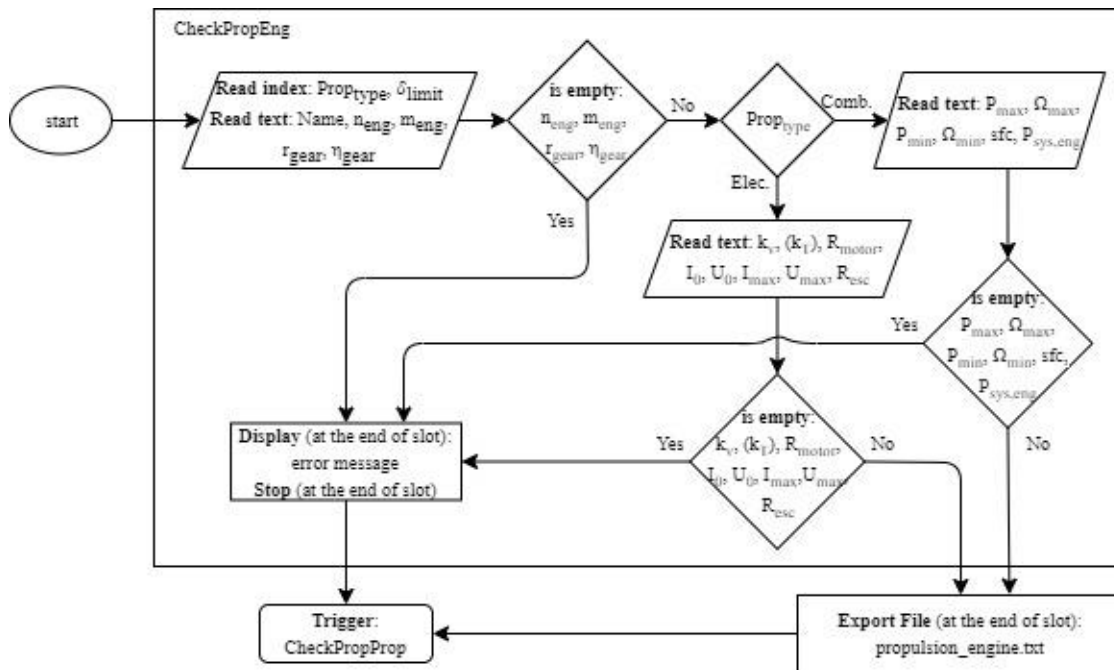 CheckPropEng
start
Read index: Prop_type, δ_limit
Read text: Name, n_eng, m_eng,
r_gear, η_gear
is empty:
n_eng, m_eng,
r_gear, η_gear
No
Yes
Prop_type
Comb.
Elec.
Read text: P_max, Ω_max,
P_min, Ω_min, sfc, P_sys,eng
Read text: k_v, (k_T), R_motor,
I_0, U_0, I_max, U_max, R_esc
is empty:
P_max, Ω_max,
P_min, Ω_min, sfc,
P_sys,eng
Yes
No
is empty:
k_v, (k_T), R_motor,
I_0, U_0, I_max, U_max,
R_esc
Yes
No
Display (at the end of slot):
error message
Stop (at the end of slot)
Trigger:
CheckPropProp
Export File (at the end of slot):
propulsion_engine.txt